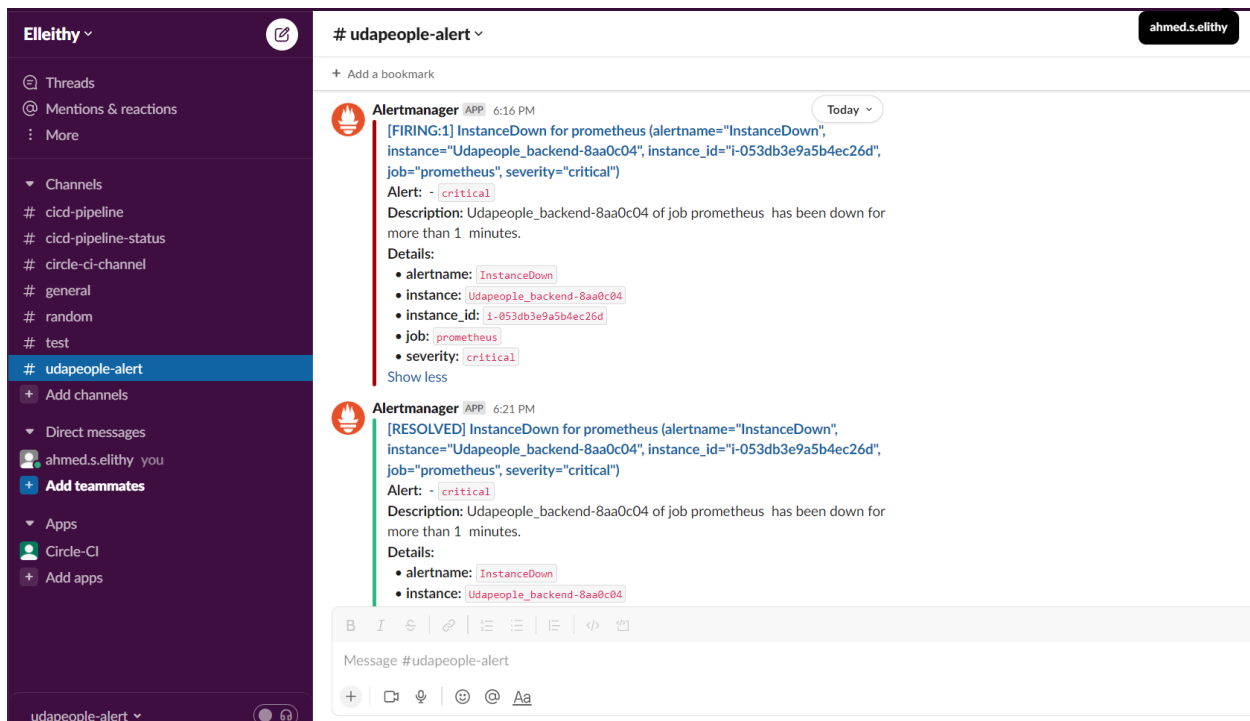 Elleithy
Threads
Mentions & reactions
More
Channels
# cicd-pipeline
# cicd-pipeline-status
# circle-ci-channel
# general
# random
# test
# udapeople-alert
+ Add channels
Direct messages
ahmed.s.elithy you
+ Add teammates
Apps
Circle-CI
+ Add apps
udapeople-alert
# udapeople-alert
ahmed.s.elithy
+ Add a bookmark
Today
Alertmanager APP 6:16 PM
[FIRING:1] InstanceDown for prometheus (alertname="InstanceDown",
instance="Udapeople_backend-8aa0c04", instance_id="i-053db3e9a5b4ec26d",
job="prometheus", severity="critical")
Alert: - critical
Description: Udapeople_backend-8aa0c04 of job prometheus has been down for
more than 1 minutes.
Details:
• alertname: InstanceDown
• instance: Udapeople_backend-8aa0c04
• instance_id: i-053db3e9a5b4ec26d
• job: prometheus
• severity: critical
Show less
Alertmanager APP 6:21 PM
[RESOLVED] InstanceDown for prometheus (alertname="InstanceDown",
instance="Udapeople_backend-8aa0c04", instance_id="i-053db3e9a5b4ec26d",
job="prometheus", severity="critical")
Alert: - critical
Description: Udapeople_backend-8aa0c04 of job prometheus has been down for
more than 1 minutes.
Details:
• alertname: InstanceDown
• instance: Udapeople_backend-8aa0c04
B I S
Message #udapeople-alert
+ @ Aa